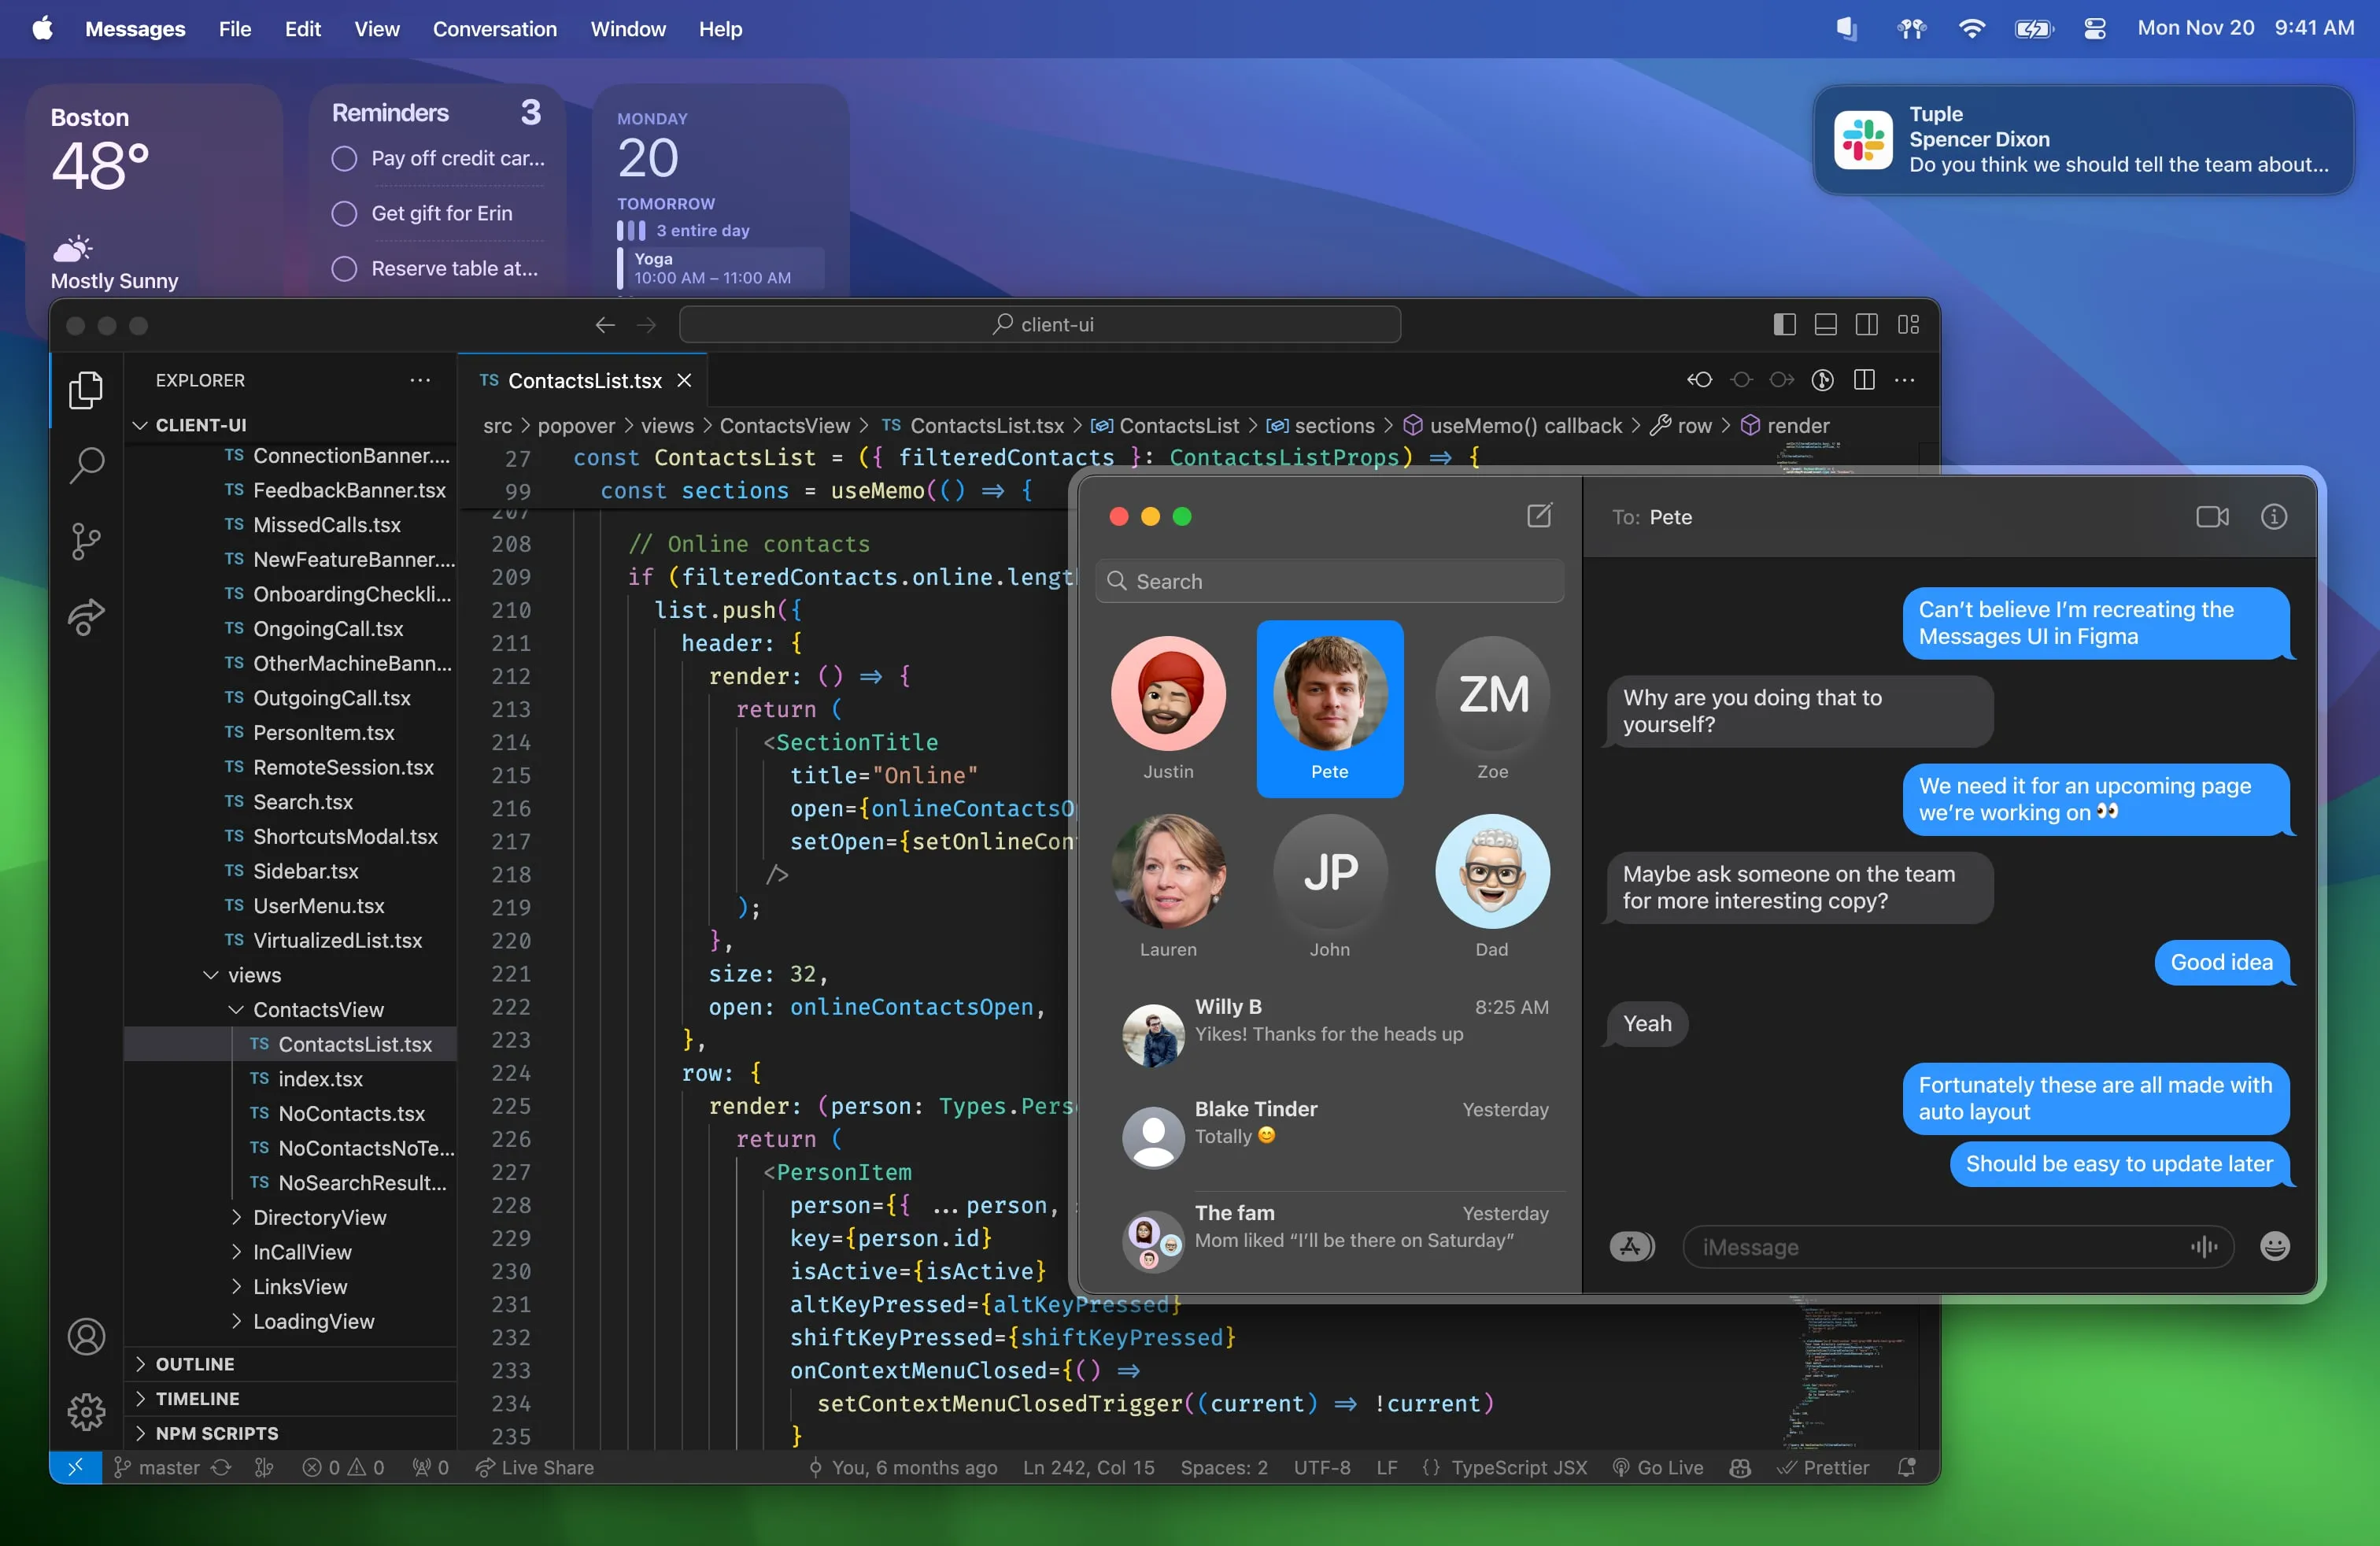 Messages File Edit View Conversation Window Help
Mon Nov 20 9:41 AM
Boston
48°
Mostly Sunny
Reminders 3
Pay off credit car...
Get gift for Erin
Reserve table at...
MONDAY
20
TOMORROW
3 entire day
Yoga
10:00 AM – 11:00 AM
Tuple
Spencer Dixon
Do you think we should tell the team about...
client-ui
EXPLORER
CLIENT-UI
TS ConnectionBanner....
TS FeedbackBanner.tsx
TS MissedCalls.tsx
TS NewFeatureBanner....
TS OnboardingCheckli...
TS OngoingCall.tsx
TS OtherMachineBann...
TS OutgoingCall.tsx
TS PersonItem.tsx
TS RemoteSession.tsx
TS Search.tsx
TS ShortcutsModal.tsx
TS Sidebar.tsx
TS UserMenu.tsx
TS VirtualizedList.tsx
views
ContactsView
TS ContactsList.tsx
TS index.tsx
TS NoContacts.tsx
TS NoContactsNoTe...
TS NoSearchResult...
DirectoryView
InCallView
LinksView
LoadingView
OUTLINE
TIMELINE
NPM SCRIPTS
TS ContactsList.tsx
src > popover > views > ContactsView > TS ContactsList.tsx > ContactsList > sections > useMemo() callback > row > render
27 const ContactsList = ({ filteredContacts }: ContactsListProps) ⇒ {
99 const sections = useMemo(() ⇒ {
207
208 // Online contacts
209 if (filteredContacts.online.lengt
210 list.push({
211 header: {
212 render: () ⇒ {
213 return (
214 <SectionTitle
215 title="Online"
216 open={onlineContactsO
217 setOpen={setOnlineCon
218 />
219 );
220 },
221 size: 32,
222 open: onlineContactsOpen,
223 },
224 row: {
225 render: (person: Types.Pers
226 return (
227 <PersonItem
228 person={{ ...person,
229 key={person.id}
230 isActive={isActive}
231 altKeyPressed={altKeyPressed}
232 shiftKeyPressed={shiftKeyPressed}
233 onContextMenuClosed={() ⇒
234 setContextMenuClosedTrigger((current) ⇒ !current)
235 }
master 0 0 0 Live Share You, 6 months ago Ln 242, Col 15 Spaces: 2 UTF-8 LF {} TypeScript JSX Go Live Prettier
Search
Justin
Pete
ZM
Zoe
Lauren
JP
John
Dad
Willy B 8:25 AM
Yikes! Thanks for the heads up
Blake Tinder Yesterday
Totally 😊
The fam Yesterday
Mom liked “I’ll be there on Saturday”
To: Pete
Can’t believe I’m recreating the
Messages UI in Figma
Why are you doing that to
yourself?
We need it for an upcoming page
we’re working on 👀
Maybe ask someone on the team
for more interesting copy?
Good idea
Yeah
Fortunately these are all made with
auto layout
Should be easy to update later
iMessage